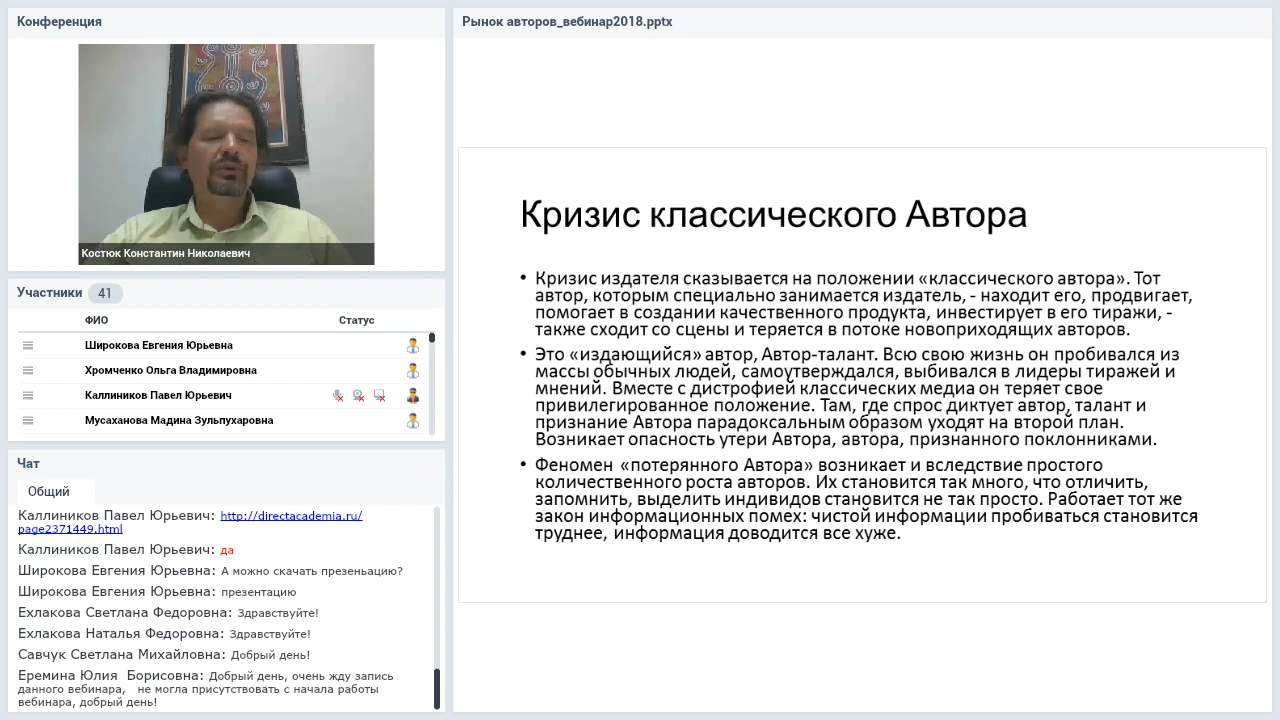 Конференция
Костюк Константин Николаевич
Участники 41
ФИО Статус
Широкова Евгения Юрьевна
Хромченко Ольга Владимировна
Каллиников Павел Юрьевич
Мусаханова Мадина Зульпухаровна
Чат
Общий
Каллиников Павел Юрьевич: http://directacademia.ru/
page2371449.html
Каллиников Павел Юрьевич: да
Широкова Евгения Юрьевна: А можно скачать презеньацию?
Широкова Евгения Юрьевна: презентацию
Ехлакова Светлана Федоровна: Здравствуйте!
Ехлакова Наталья Федоровна: Здравствуйте!
Савчук Светлана Михайловна: Добрый день!
Еремина Юлия Борисовна: Добрый день, очень жду запись
данного вебинара, не могла присутствовать с начала работы
вебинара, добрый день!
Рынок авторов_вебинар2018.pptx
Кризис классического Автора
• Кризис издателя сказывается на положении «классического автора». Тот
автор, которым специально занимается издатель, - находит его, продвигает,
помогает в создании качественного продукта, инвестирует в его тиражи, -
также сходит со сцены и теряется в потоке новоприходящих авторов.
• Это «издающийся» автор, Автор-талант. Всю свою жизнь он пробивался из
массы обычных людей, самоутверждался, выбивался в лидеры тиражей и
мнений. Вместе с дистрофией классических медиа он теряет свое
привилегированное положение. Там, где спрос диктует автор, талант и
признание Автора парадоксальным образом уходят на второй план.
Возникает опасность утери Автора, автора, признанного поклонниками.
• Феномен «потерянного Автора» возникает и вследствие простого
количественного роста авторов. Их становится так много, что отличить,
запомнить, выделить индивидов становится не так просто. Работает тот же
закон информационных помех: чистой информации пробиваться становится
труднее, информация доводится все хуже.